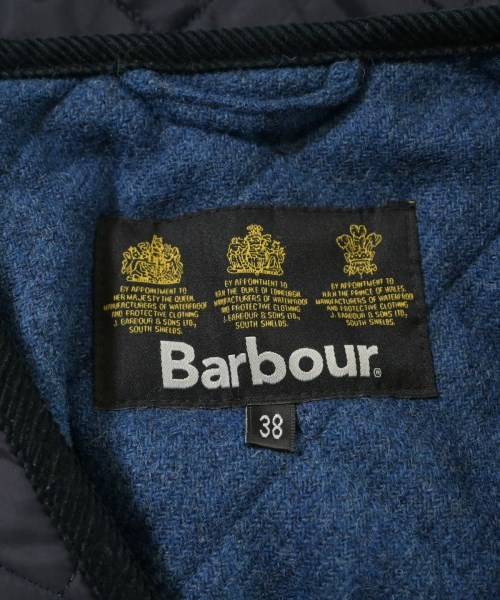 BY APPOINTMENT TO
HER MAJESTY THE QUEEN
MANUFACTURERS OF WATERPROOF
AND PROTECTIVE CLOTHING
J. BARBOUR & SONS LTD.,
SOUTH SHIELDS.
BY APPOINTMENT TO
H.R.H. THE DUKE OF EDINBURGH,
MANUFACTURERS OF WATERPROOF
AND PROTECTIVE CLOTHING
J. BARBOUR & SONS LTD.,
SOUTH SHIELDS.
BY APPOINTMENT TO
H.R.H. THE PRINCE OF WALES,
MANUFACTURERS OF WATERPROOF
AND PROTECTIVE CLOTHING
J. BARBOUR & SONS LTD.,
SOUTH SHIELDS.
Barbour®
38